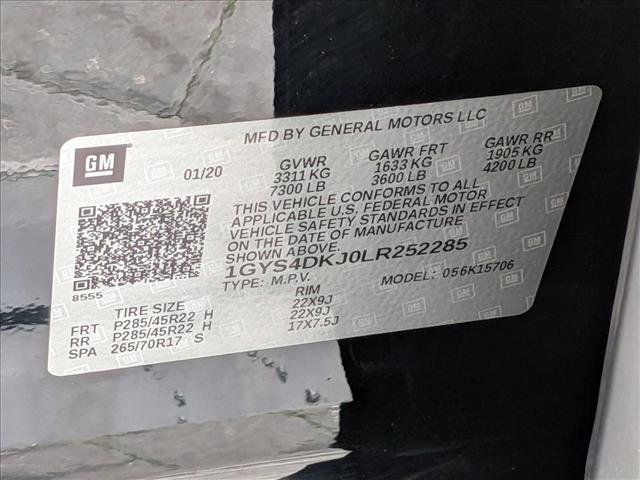 MFD BY GENERAL MOTORS LLC
GM
01/20 GVWR GAWR FRT GAWR RR
3311 KG 1633 KG 1905 KG
7300 LB 3600 LB 4200 LB
THIS VEHICLE CONFORMS TO ALL
APPLICABLE U.S. FEDERAL MOTOR
VEHICLE SAFETY STANDARDS IN EFFECT
ON THE DATE OF MANUFACTURE
SHOWN ABOVE.
1GYS4DKJ0LR252285
8555 TYPE: M.P.V. MODEL: 056K15706
TIRE SIZE RIM
FRT P285/45R22 H 22X9J
RR P285/45R22 H 22X9J
SPA 265/70R17 S 17X7.5J